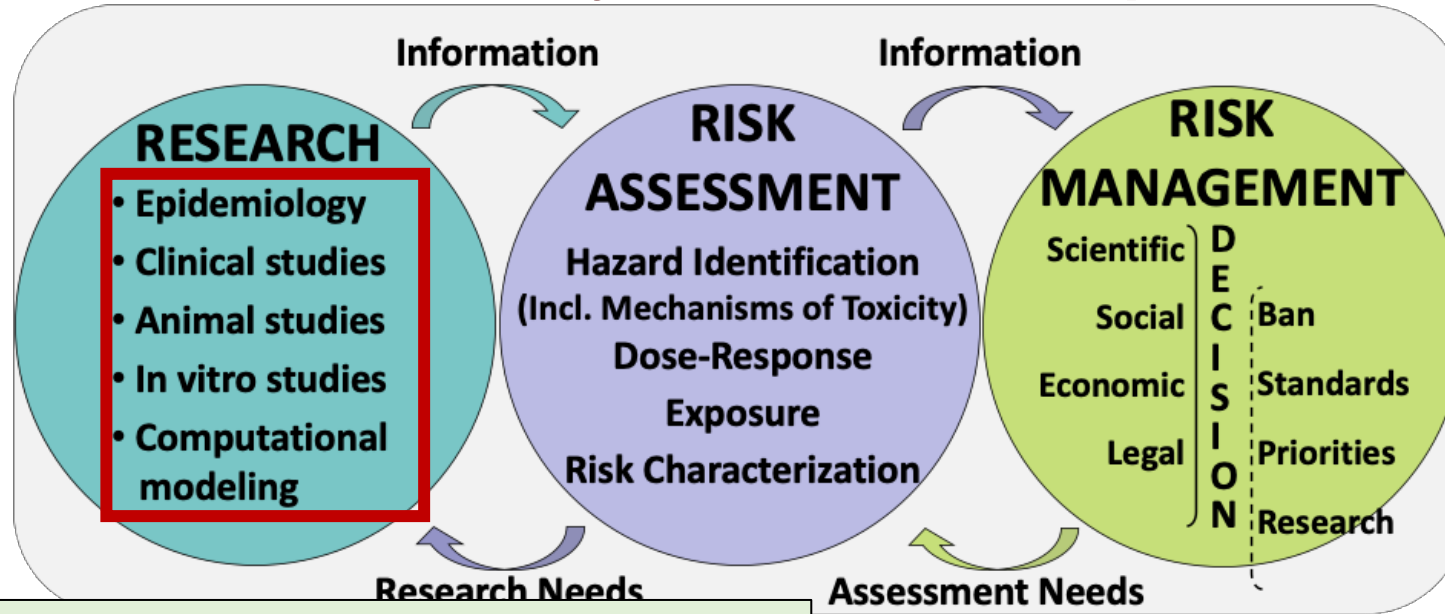 Information
Information
RESEARCH
• Epidemiology
• Clinical studies
• Animal studies
• In vitro studies
• Computational
modeling
RISK
ASSESSMENT
Hazard Identification
(Incl. Mechanisms of Toxicity)
Dose-Response
Exposure
Risk Characterization
RISK
MANAGEMENT
Scientific
Social
Economic
Legal
DECISION
Ban
Standards
Priorities
Research
Research Needs
Assessment Needs